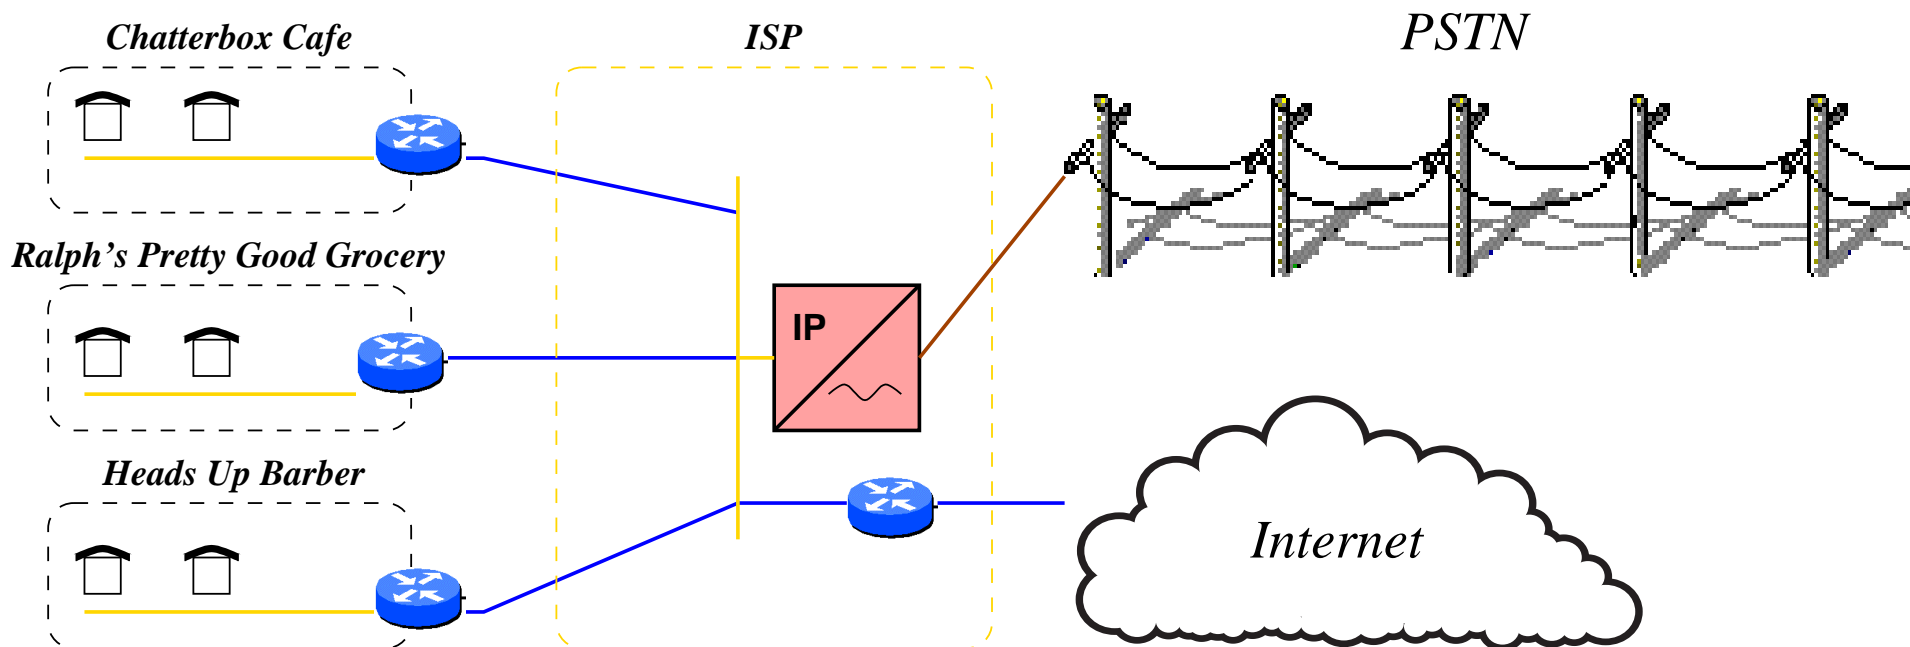 Chatterbox Cafe
ISP
PSTN
Ralph's Pretty Good Grocery
IP
Heads Up Barber
Internet